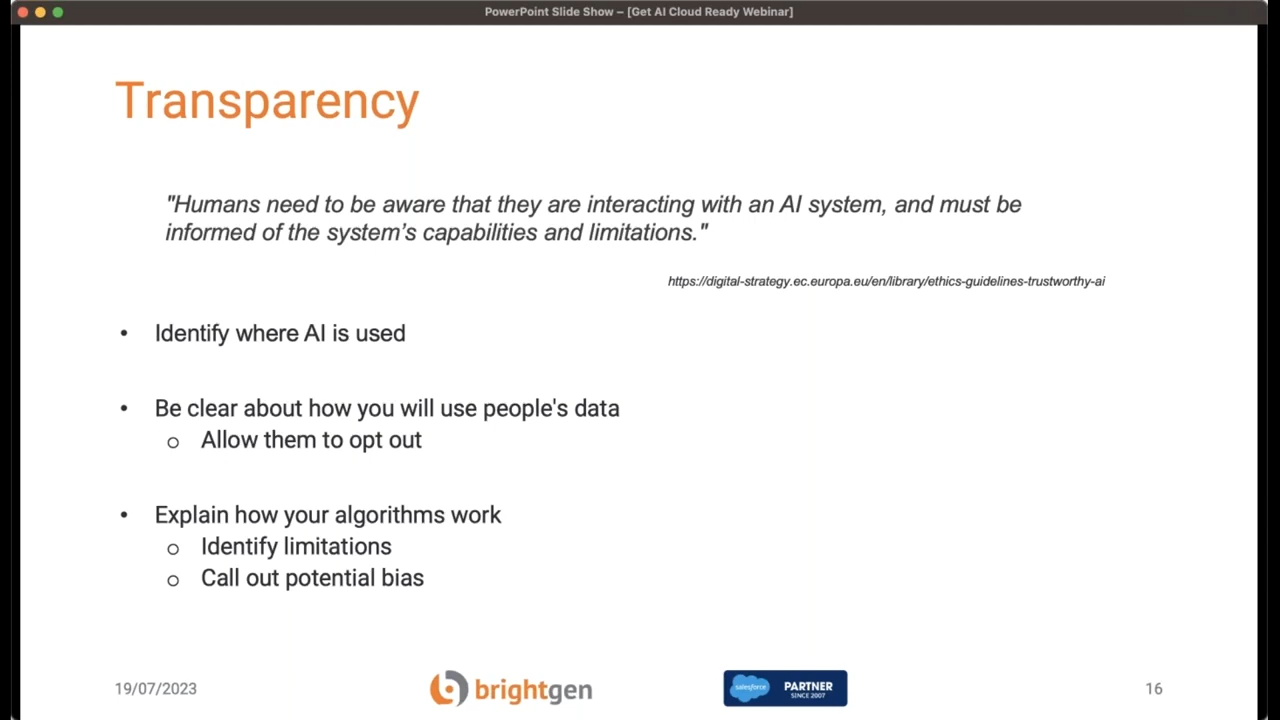 PowerPoint Slide Show – [Get AI Cloud Ready Webinar]
Transparency
"Humans need to be aware that they are interacting with an AI system, and must be
informed of the system's capabilities and limitations."
https://digital-strategy.ec.europa.eu/en/library/ethics-guidelines-trustworthy-ai
• Identify where AI is used
• Be clear about how you will use people's data
o Allow them to opt out
• Explain how your algorithms work
o Identify limitations
o Call out potential bias
19/07/2023
brightgen
salesforce
PARTNER
SINCE 2007
16